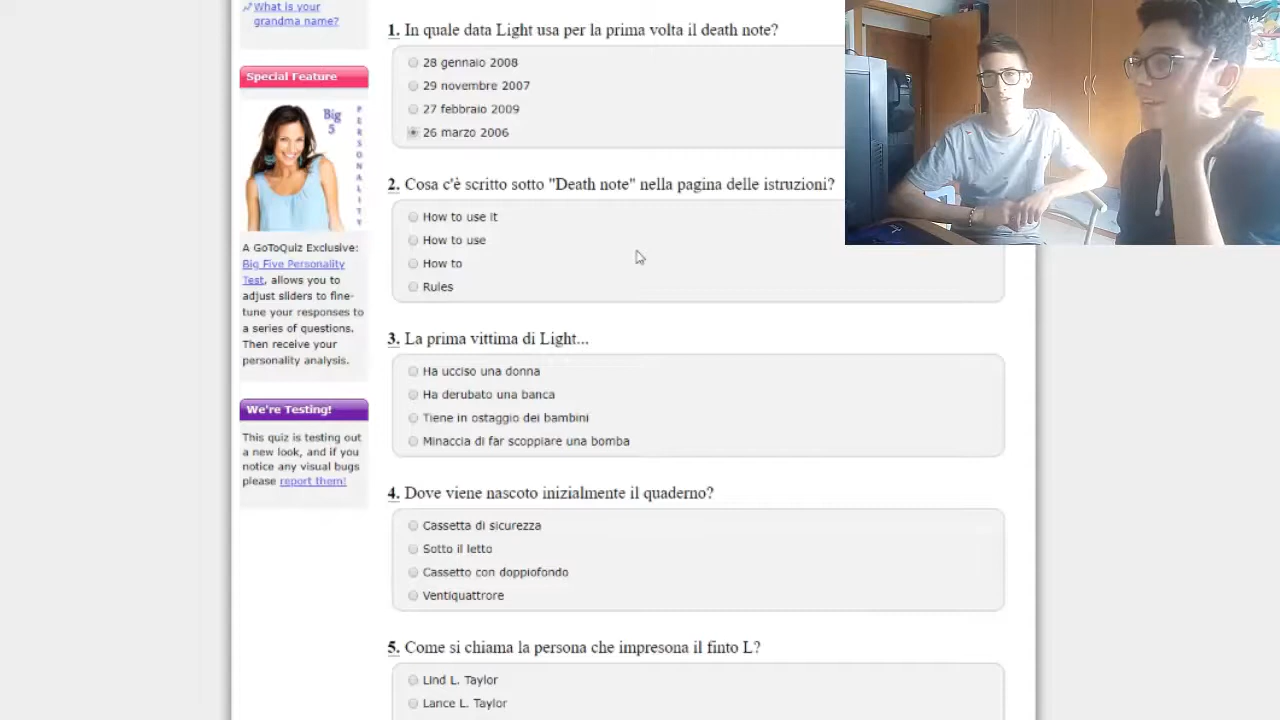 What is your
grandma name?
Special Feature
Big
5
PERSONALITY
A GoToQuiz Exclusive:
Big Five Personality
Test, allows you to
adjust sliders to fine-
tune your responses to
a series of questions.
Then receive your
personality analysis.
We're Testing!
This quiz is testing out
a new look, and if you
notice any visual bugs
please report them!
1. In quale data Light usa per la prima volta il death note?
28 gennaio 2008
29 novembre 2007
27 febbraio 2009
26 marzo 2006
2. Cosa c'è scritto sotto "Death note" nella pagina delle istruzioni?
How to use it
How to use
How to
Rules
3. La prima vittima di Light...
Ha ucciso una donna
Ha derubato una banca
Tiene in ostaggio dei bambini
Minaccia di far scoppiare una bomba
4. Dove viene nascoto inizialmente il quaderno?
Cassetta di sicurezza
Sotto il letto
Cassetto con doppiofondo
Ventiquattrore
5. Come si chiama la persona che impresona il finto L?
Lind L. Taylor
Lance L. Taylor